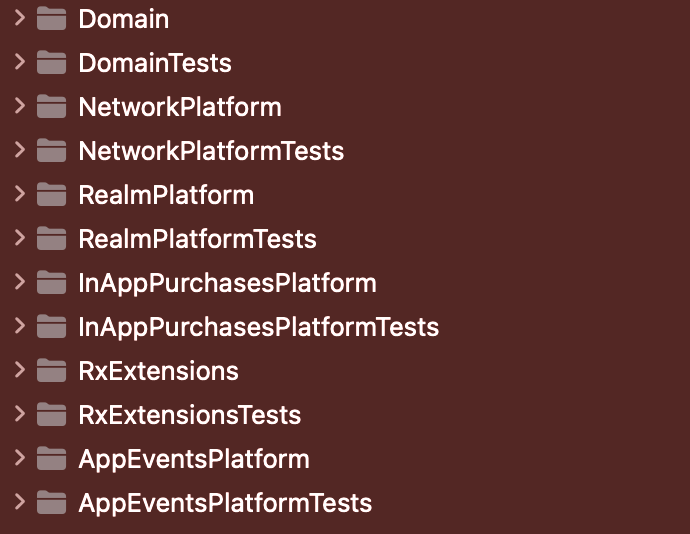 Domain
DomainTests
NetworkPlatform
NetworkPlatformTests
RealmPlatform
RealmPlatformTests
InAppPurchasesPlatform
InAppPurchasesPlatformTests
RxExtensions
RxExtensionsTests
AppEventsPlatform
AppEventsPlatformTests